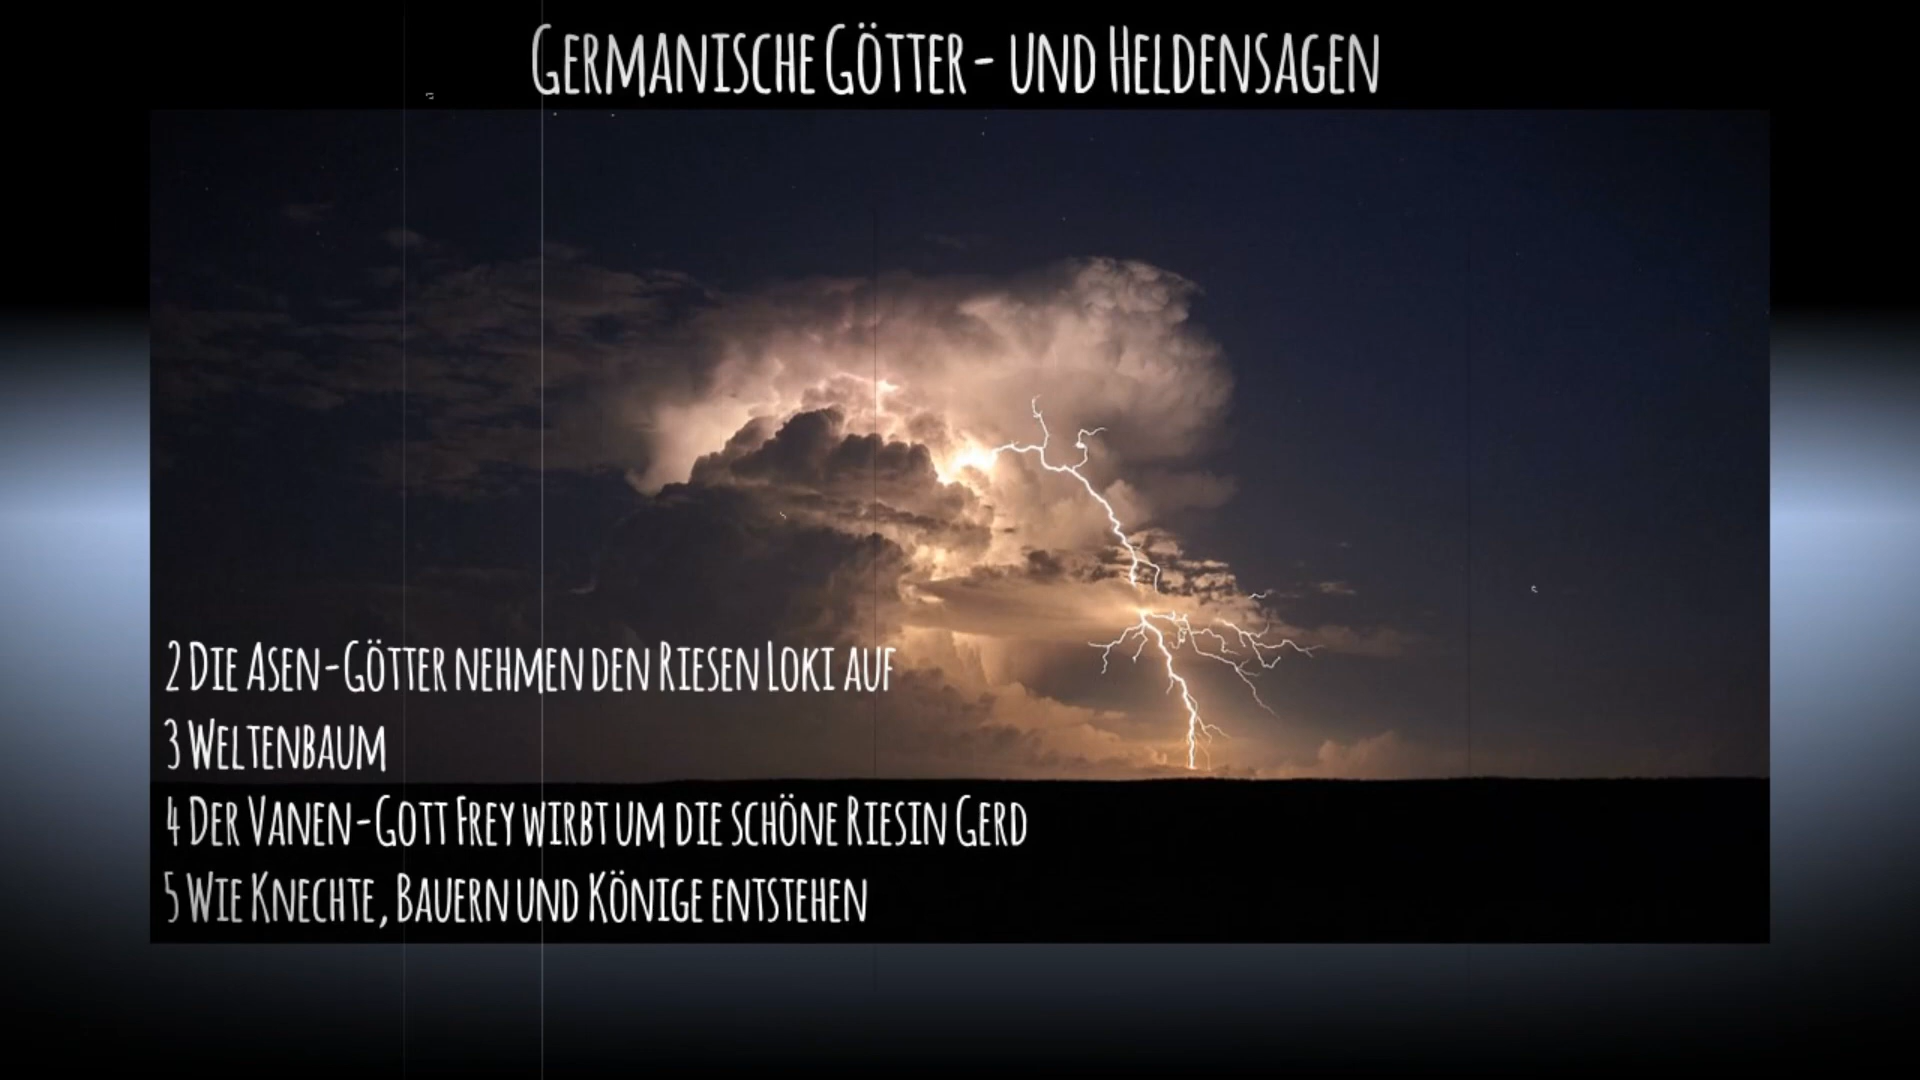 Germanische Götter- und Heldensagen
2 Die Asen-Götter nehmen den Riesen Loki auf
3 Weltenbaum
4 Der Vanen-Gott Frey wirbt um die schöne Riesin Gerd
5 Wie Knechte, Bauern und Könige entstehen